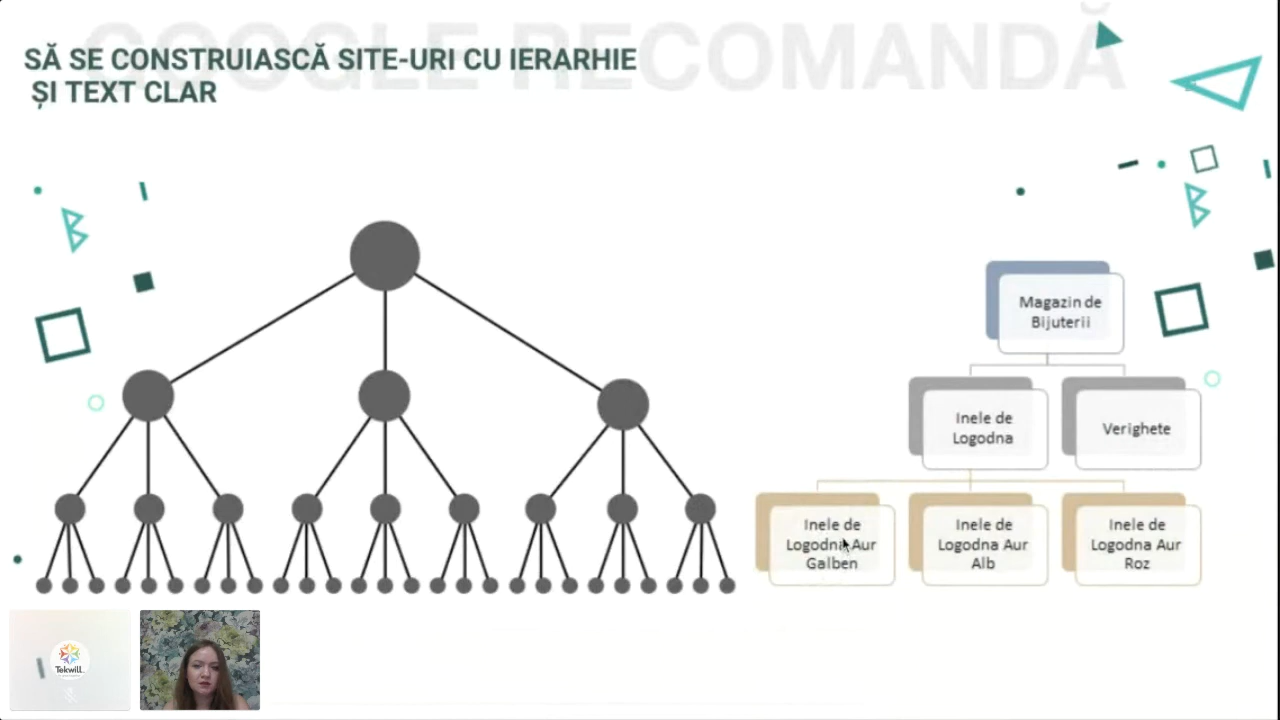 GOOGLE RECOMANDĂ
SĂ SE CONSTRUIASCĂ SITE-URI CU IERARHIE
ȘI TEXT CLAR
Magazin de
Bijuterii
Inele de
Logodna
Verighete
Inele de
Logodna Aur
Galben
Inele de
Logodna Aur
Alb
Inele de
Logodna Aur
Roz
Tekwill